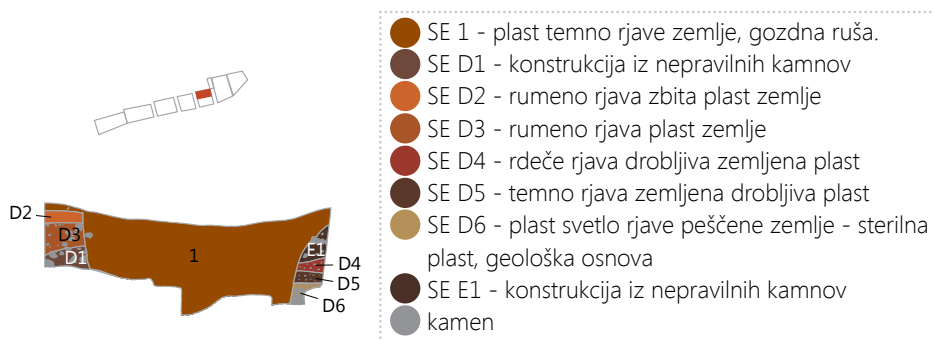 SE 1 - plast temno rjave zemlje, gozdna ruša.
SE D1 - konstrukcija iz nepravilnih kamnov
SE D2 - rumeno rjava zbita plast zemlje
SE D3 - rumeno rjava plast zemlje
SE D4 - rdeče rjava drobljiva zemljena plast
SE D5 - temno rjava zemljena drobljiva plast
SE D6 - plast svetlo rjave peščene zemlje - sterilna
plast, geološka osnova
SE E1 - konstrukcija iz nepravilnih kamnov
kamen
D2
D3
D1
1
E1
D4
D5
D6